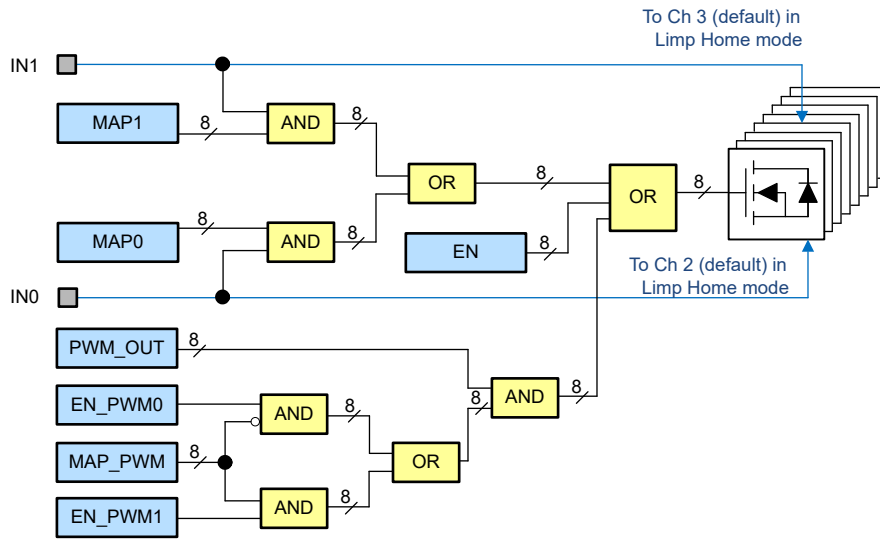 To Ch 3 (default) in
Limp Home mode
IN1
MAP1
8
AND
8
OR
8
OR
8
MAP0
8
AND
8
EN
8
To Ch 2 (default) in
Limp Home mode
IN0
PWM_OUT
8
AND
8
EN_PWM0
AND
8
8
MAP_PWM
8
OR
EN_PWM1
AND
8